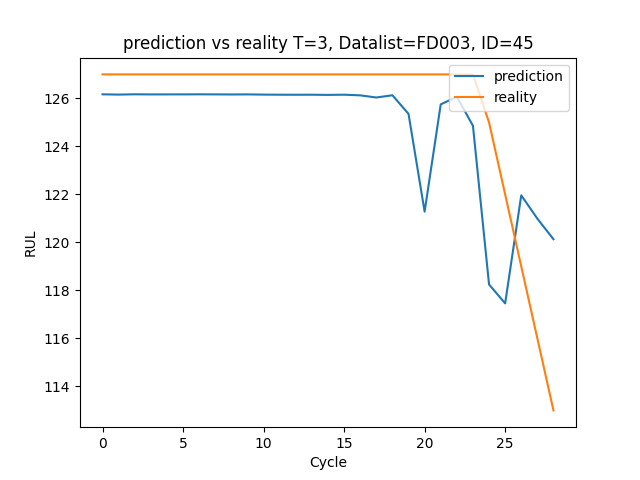 prediction vs reality T=3, Datalist=FD003, ID=45
prediction
reality
126
124
122
120
118
116
114
RUL
0 5 10 15 20 25
Cycle